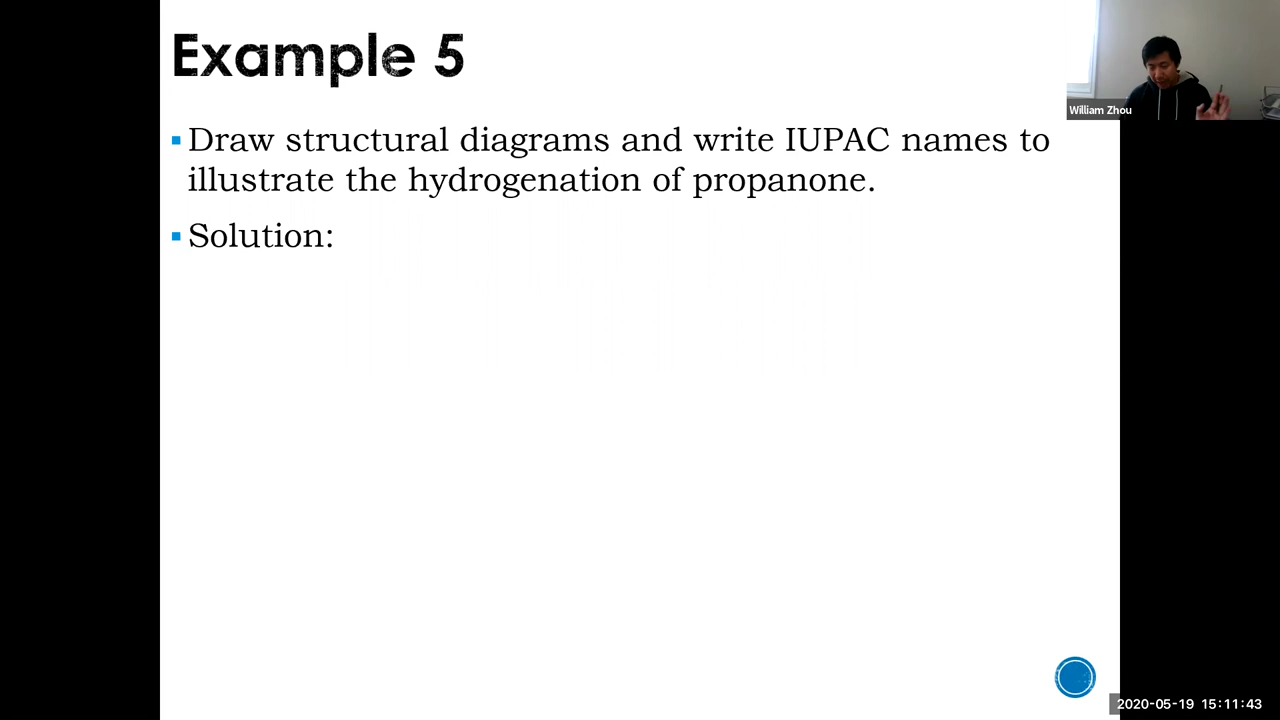 Example 5
William Zhou
Draw structural diagrams and write IUPAC names to
illustrate the hydrogenation of propanone.
Solution:
2020-05-19 15:11:43